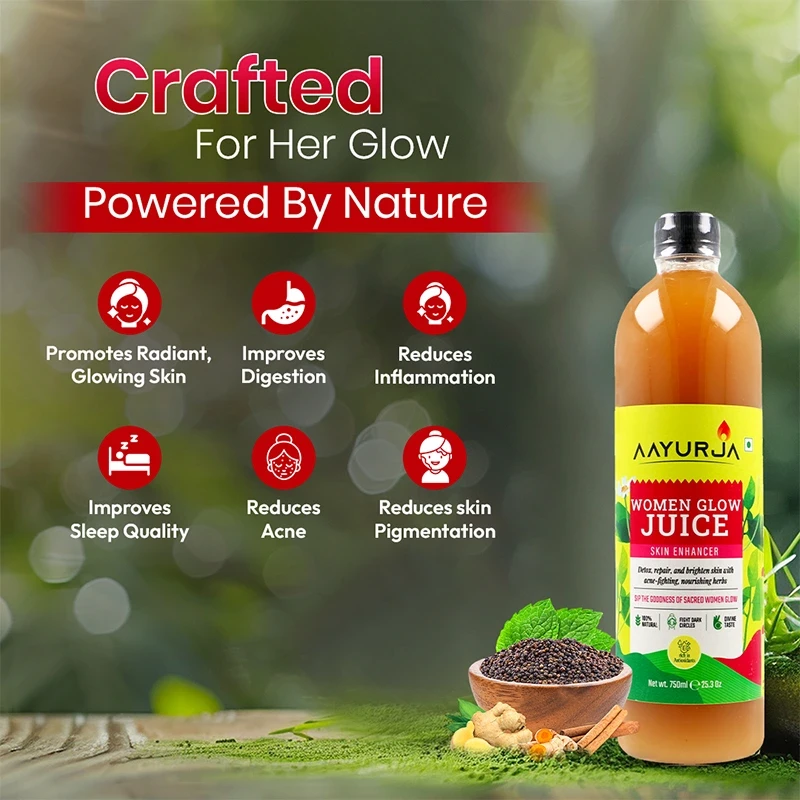 Crafted
For Her Glow
Powered By Nature
Promotes Radiant,
Glowing Skin
Improves
Digestion
Reduces
Inflammation
Improves
Sleep Quality
Reduces
Acne
Reduces skin
Pigmentation
AAYURJA
WOMEN GLOW
JUICE
SKIN ENHANCER
Detox, repair, and brighten skin with
acne-fighting, nourishing herbs
SIP THE GOODNESS OF SACRED WOMEN GLOW
100%
NATURAL
FIGHT DARK
CIRCLES
DIVINE
TASTE
Antioxidants
Net wt. 750ml ℮ 25.3 Oz